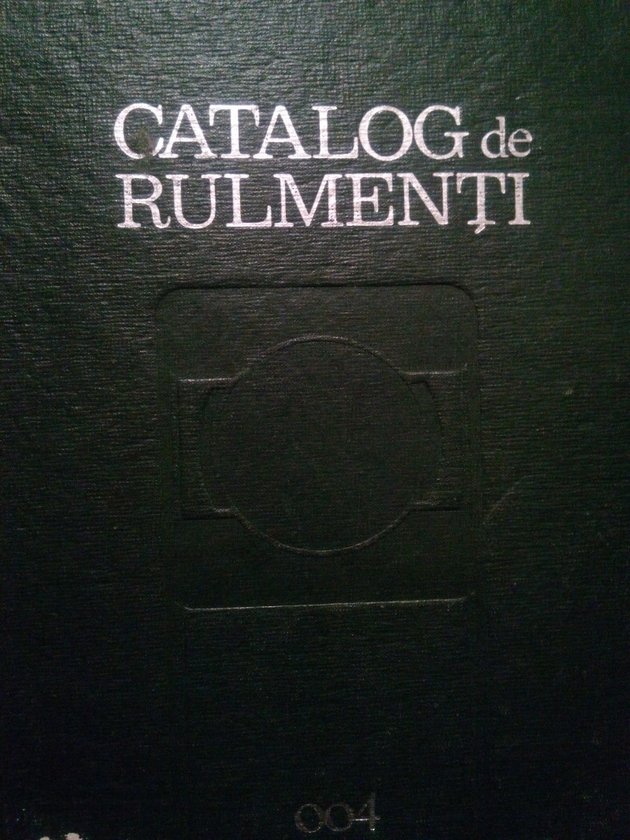 CATALOG de
RULMENȚI
004